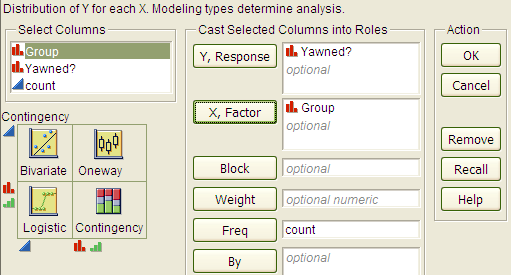 Distribution of Y for each X. Modeling types determine analysis.
Select Columns
Group
Yawned?
count
Contingency
Bivariate Oneway
Logistic Contingency
Cast Selected Columns into Roles
Y, Response
Yawned?
optional
X, Factor
Group
optional
Block
optional
Weight
optional numeric
Freq
count
By
optional
Action
OK
Cancel
Remove
Recall
Help